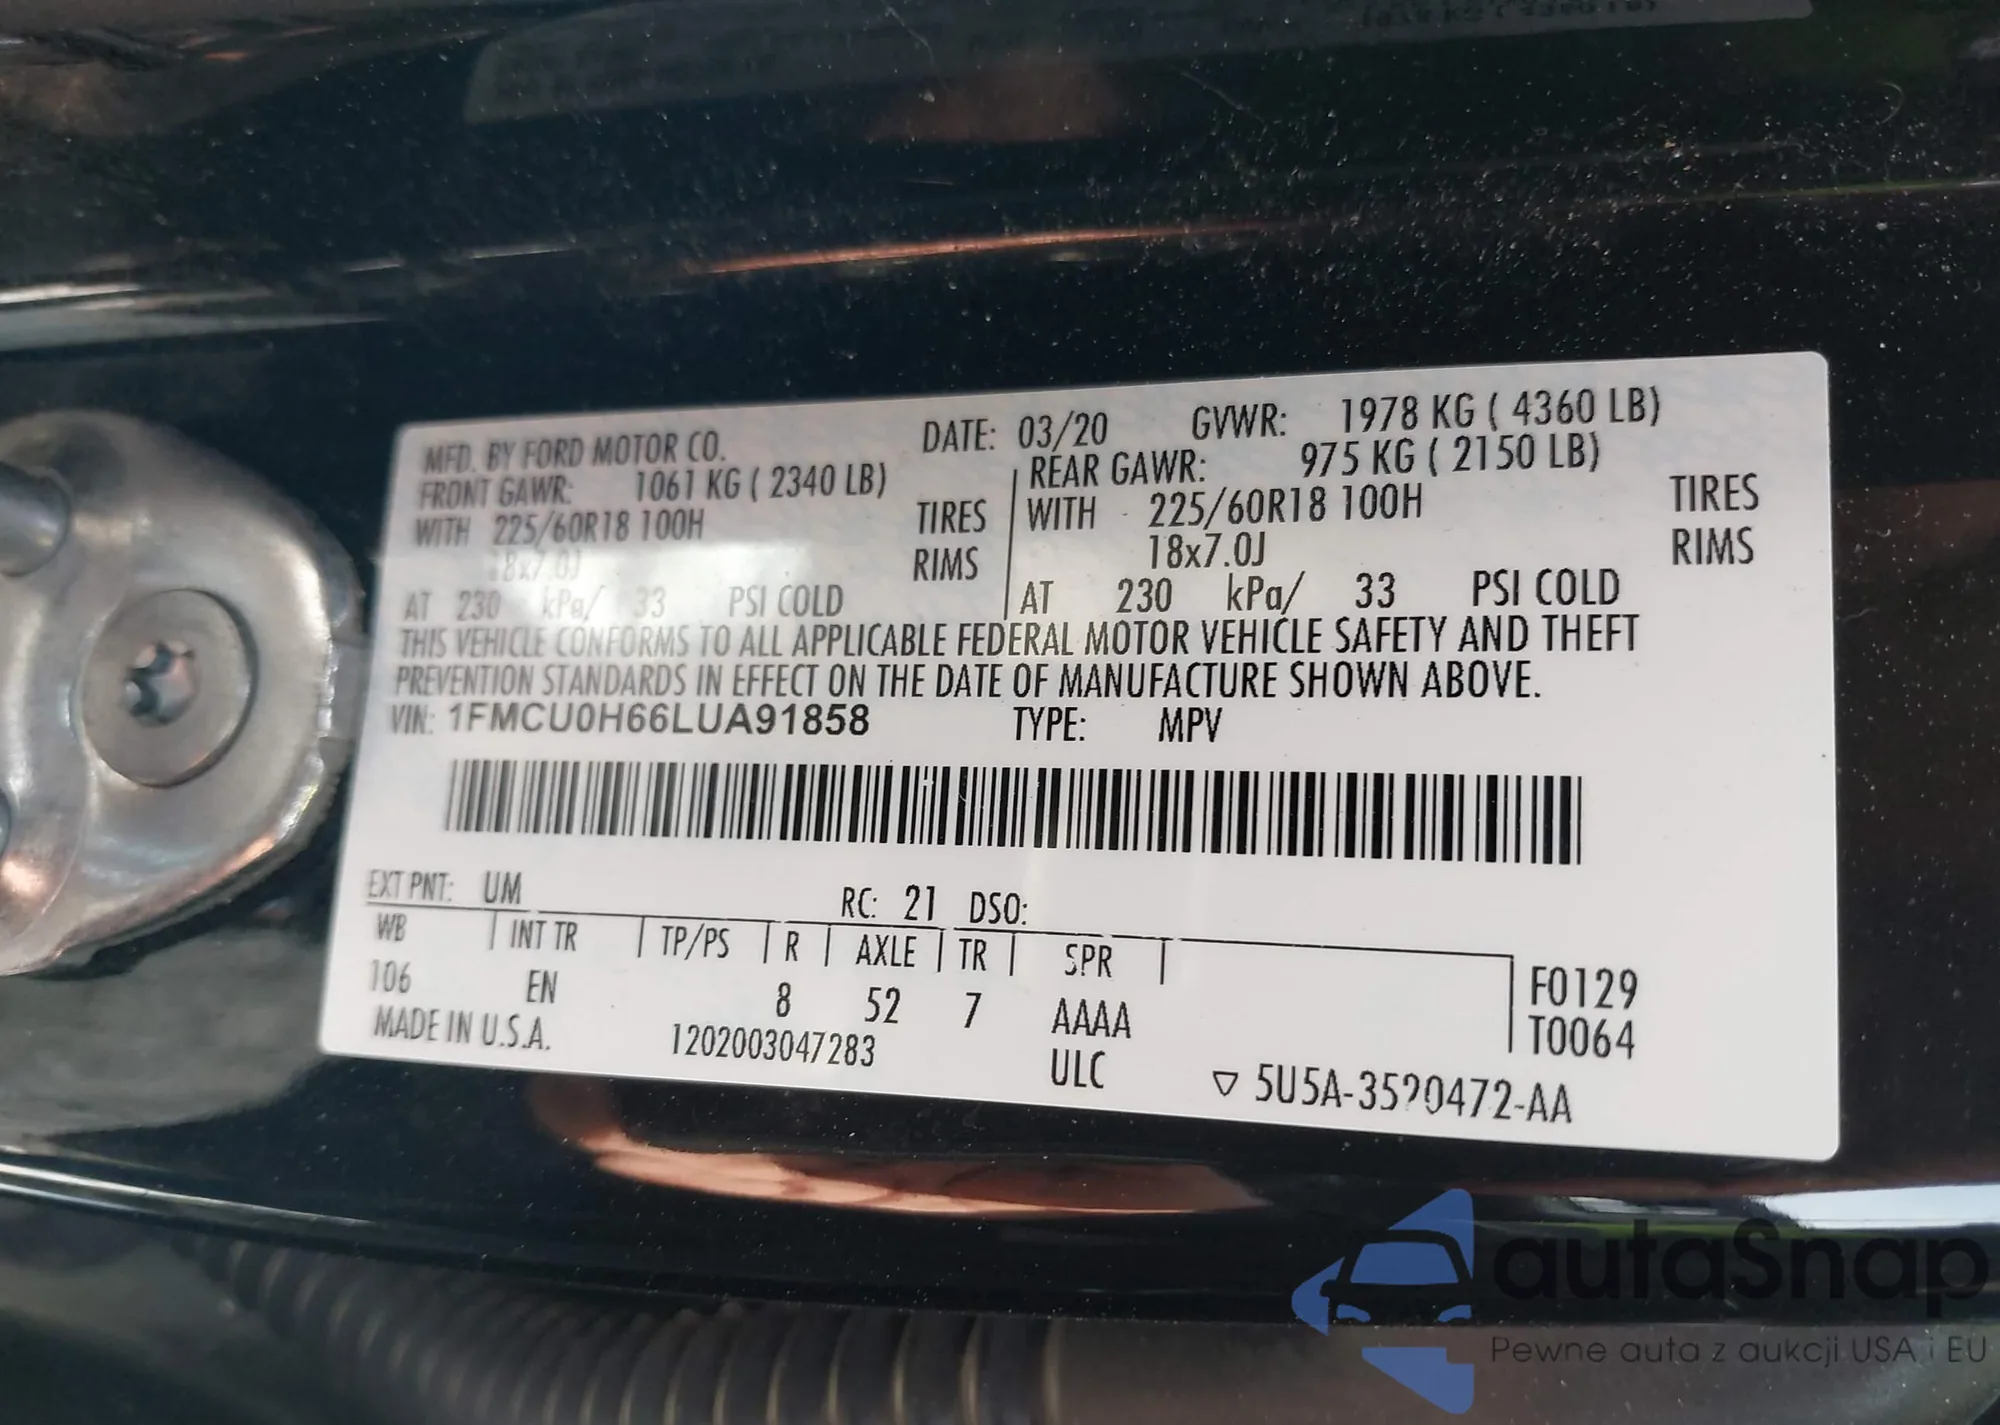 MFD. BY FORD MOTOR CO. DATE: 03/20 GVWR: 1978 KG ( 4360 LB)
FRONT GAWR: 1061 KG ( 2340 LB) REAR GAWR: 975 KG ( 2150 LB)
WITH 225/60R18 100H TIRES WITH 225/60R18 100H TIRES
18x7.0J RIMS 18x7.0J RIMS
AT 230 kPa/ 33 PSI COLD AT 230 kPa/ 33 PSI COLD
THIS VEHICLE CONFORMS TO ALL APPLICABLE FEDERAL MOTOR VEHICLE SAFETY AND THEFT
PREVENTION STANDARDS IN EFFECT ON THE DATE OF MANUFACTURE SHOWN ABOVE.
VIN: 1FMCU0H66LUA91858 TYPE: MPV
EXT PNT: UM RC: 21 DSO:
WB INT TR TP/PS R AXLE TR SPR
106 EN 8 52 7 AAAA F0129
MADE IN U.S.A. 1202003047283 ULC T0064
▽ 5U5A-3520472-AA
autaSnap
Pewne auta z aukcji USA i EU